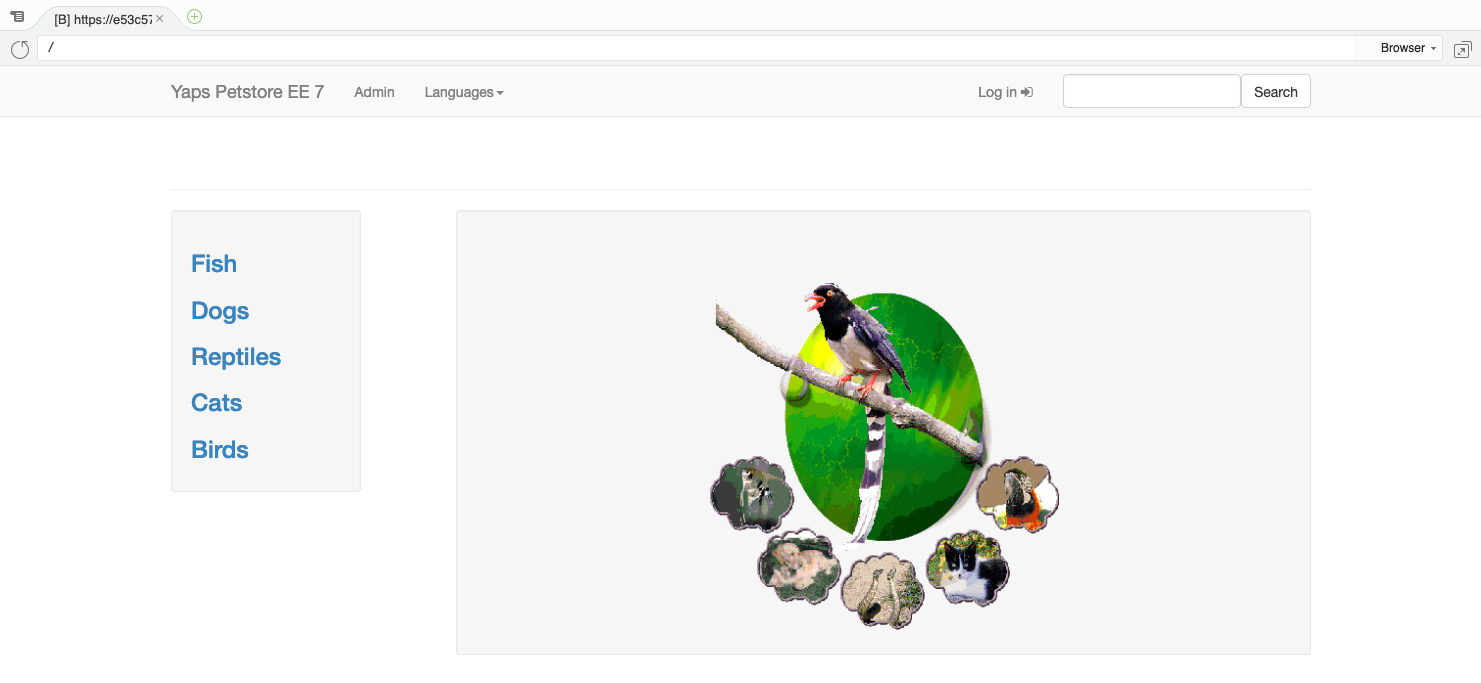 [B] https://e53c57
/
Browser
Yaps Petstore EE 7 Admin Languages Log in Search
Fish
Dogs
Reptiles
Cats
Birds